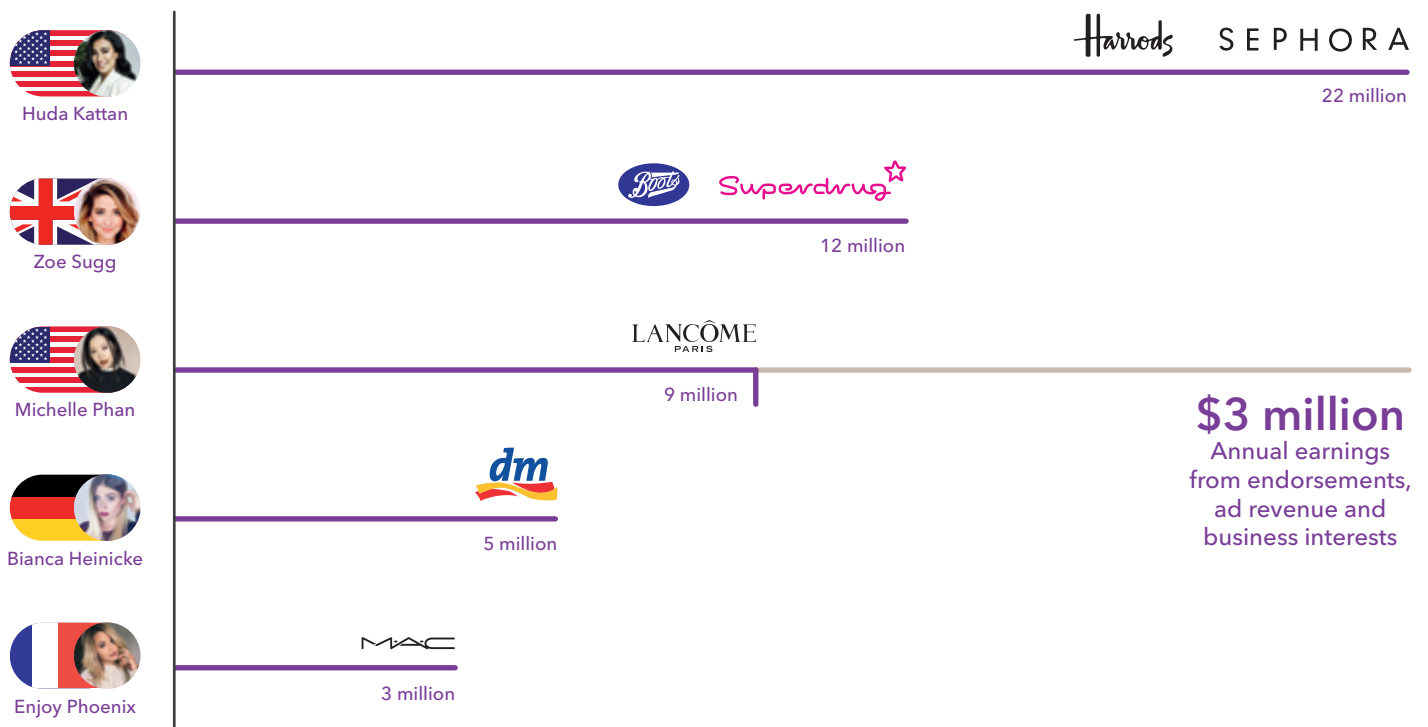 Harrods SEPHORA
Huda Kattan
22 million
Boots Superdrug
Zoe Sugg
12 million
LANCÔME
PARIS
Michelle Phan
9 million
$3 million
Annual earnings
from endorsements,
ad revenue and
business interests
dm
Bianca Heinicke
5 million
MAC
Enjoy Phoenix
3 million